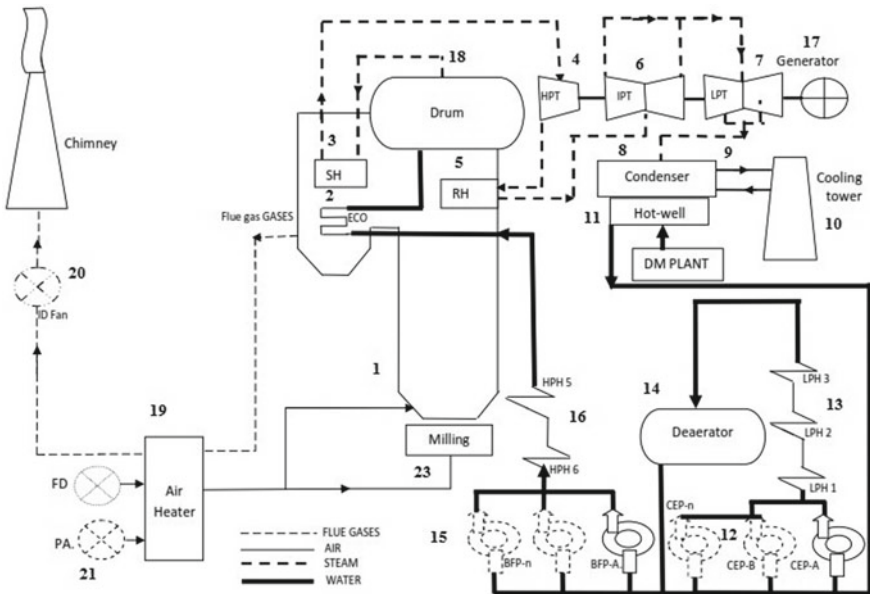 18
4
6
7
17
Generator
HPT
IPT
LPT
Drum
Chimney
3
SH
5
RH
8
9
Condenser
Cooling
tower
10
2
ECO
Flue gas GASES
11
Hot-well
DM PLANT
20
ID Fan
1
HPH 5
16
HPH 6
14
Deaerator
LPH 3
13
LPH 2
LPH 1
19
Milling
23
FD
Air
Heater
PA.
21
15
BFP-n
BFP-A.
CEP-n
12
CEP-B
CEP-A
FLUE GASES
AIR
STEAM
WATER